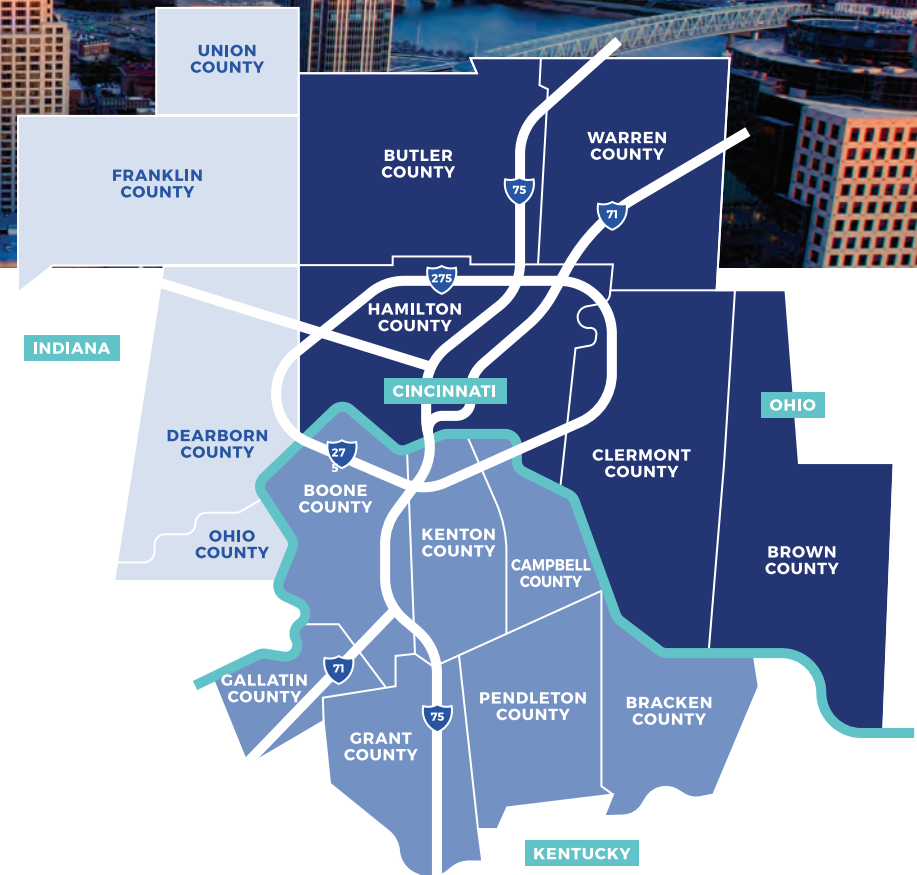 UNION
COUNTY
FRANKLIN
COUNTY
BUTLER
COUNTY
WARREN
COUNTY
75
71
275
HAMILTON
COUNTY
INDIANA
CINCINNATI
OHIO
DEARBORN
COUNTY
27
5
BOONE
COUNTY
CLERMONT
COUNTY
OHIO
COUNTY
KENTON
COUNTY
CAMPBELL
COUNTY
BROWN
COUNTY
71
GALLATIN
COUNTY
75
GRANT
COUNTY
PENDLETON
COUNTY
BRACKEN
COUNTY
KENTUCKY